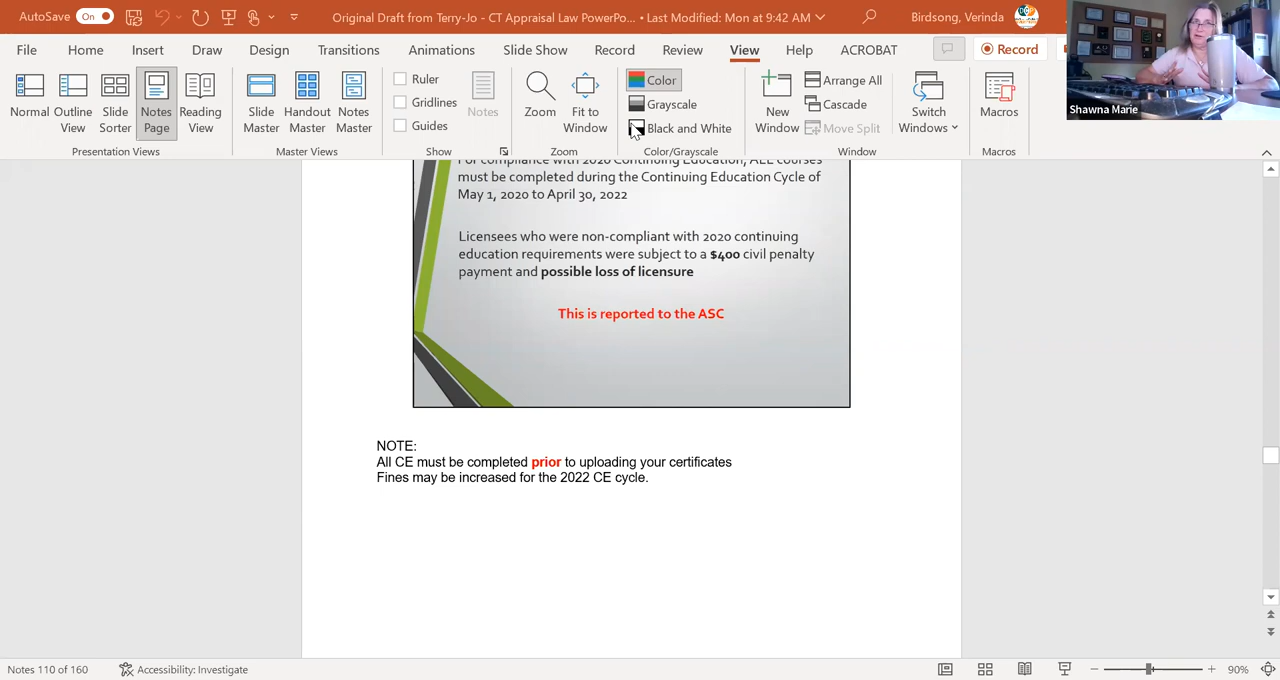 AutoSave On Original Draft from Terry-Jo - CT Appraisal Law PowerPo... • Last Modified: Mon at 9:42 AM Birdsong, Verinda
File Home Insert Draw Design Transitions Animations Slide Show Record Review View Help ACROBAT Record
Normal Outline View Slide Sorter Notes Page Reading View
Slide Master Handout Master Notes Master
Ruler
Gridlines
Guides
Notes
Zoom Fit to Window
Color
Grayscale
Black and White
New Window
Arrange All
Cascade
Move Split
Switch Windows
Macros
Presentation Views Master Views Show Zoom Color/Grayscale Window Macros
Shawna Marie
For compliance with 2020 Continuing Education, ALL courses
must be completed during the Continuing Education Cycle of
May 1, 2020 to April 30, 2022
Licensees who were non-compliant with 2020 continuing
education requirements were subject to a $400 civil penalty
payment and possible loss of licensure
This is reported to the ASC
NOTE:
All CE must be completed prior to uploading your certificates
Fines may be increased for the 2022 CE cycle.
Notes 110 of 160 Accessibility: Investigate 90%